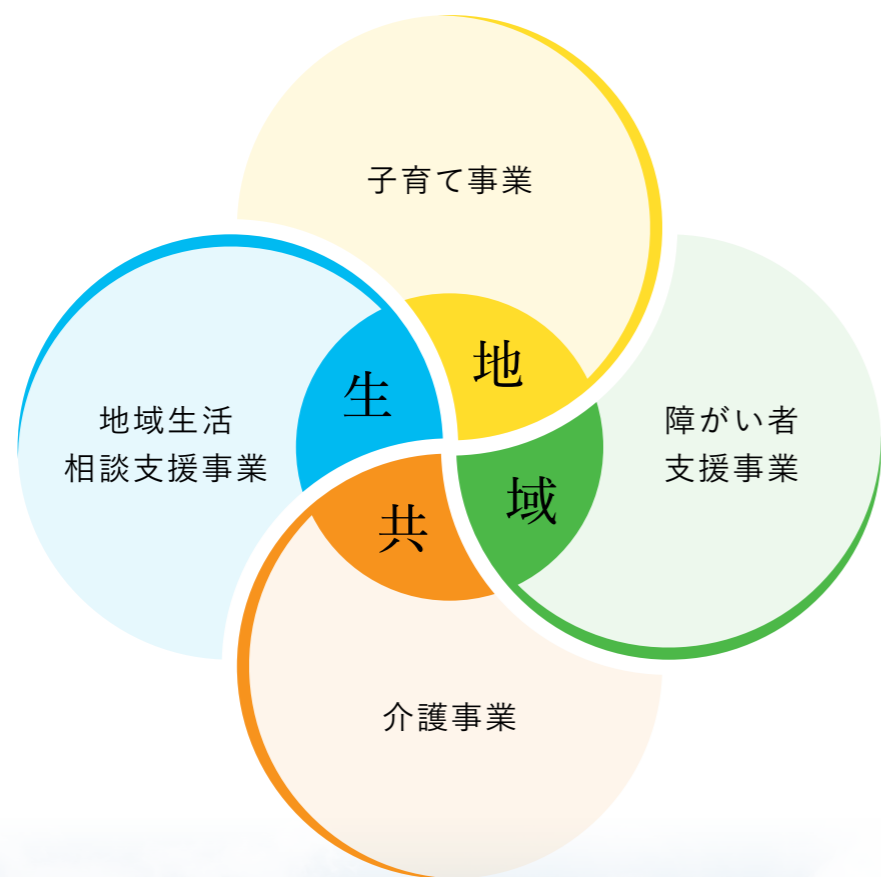 子育て事業
地
地域生活
相談支援事業
生
障がい者
支援事業
域
共
介護事業